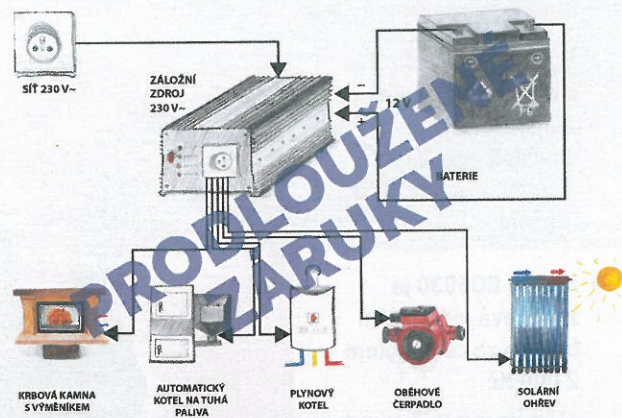 SÍŤ 230 V~
ZÁLOŽNÍ
ZDROJ
230 V~
–
12 V
+
BATERIE
PRODLOUŽENÉ
ZÁRUKY
KRBOVÁ KAMNA
S VÝMĚNÍKEM
AUTOMATICKÝ
KOTEL NA TUHÁ
PALIVA
PLYNOVÝ
KOTEL
OBĚHOVÉ
ČERPADLO
SOLÁRNÍ
OHŘEV